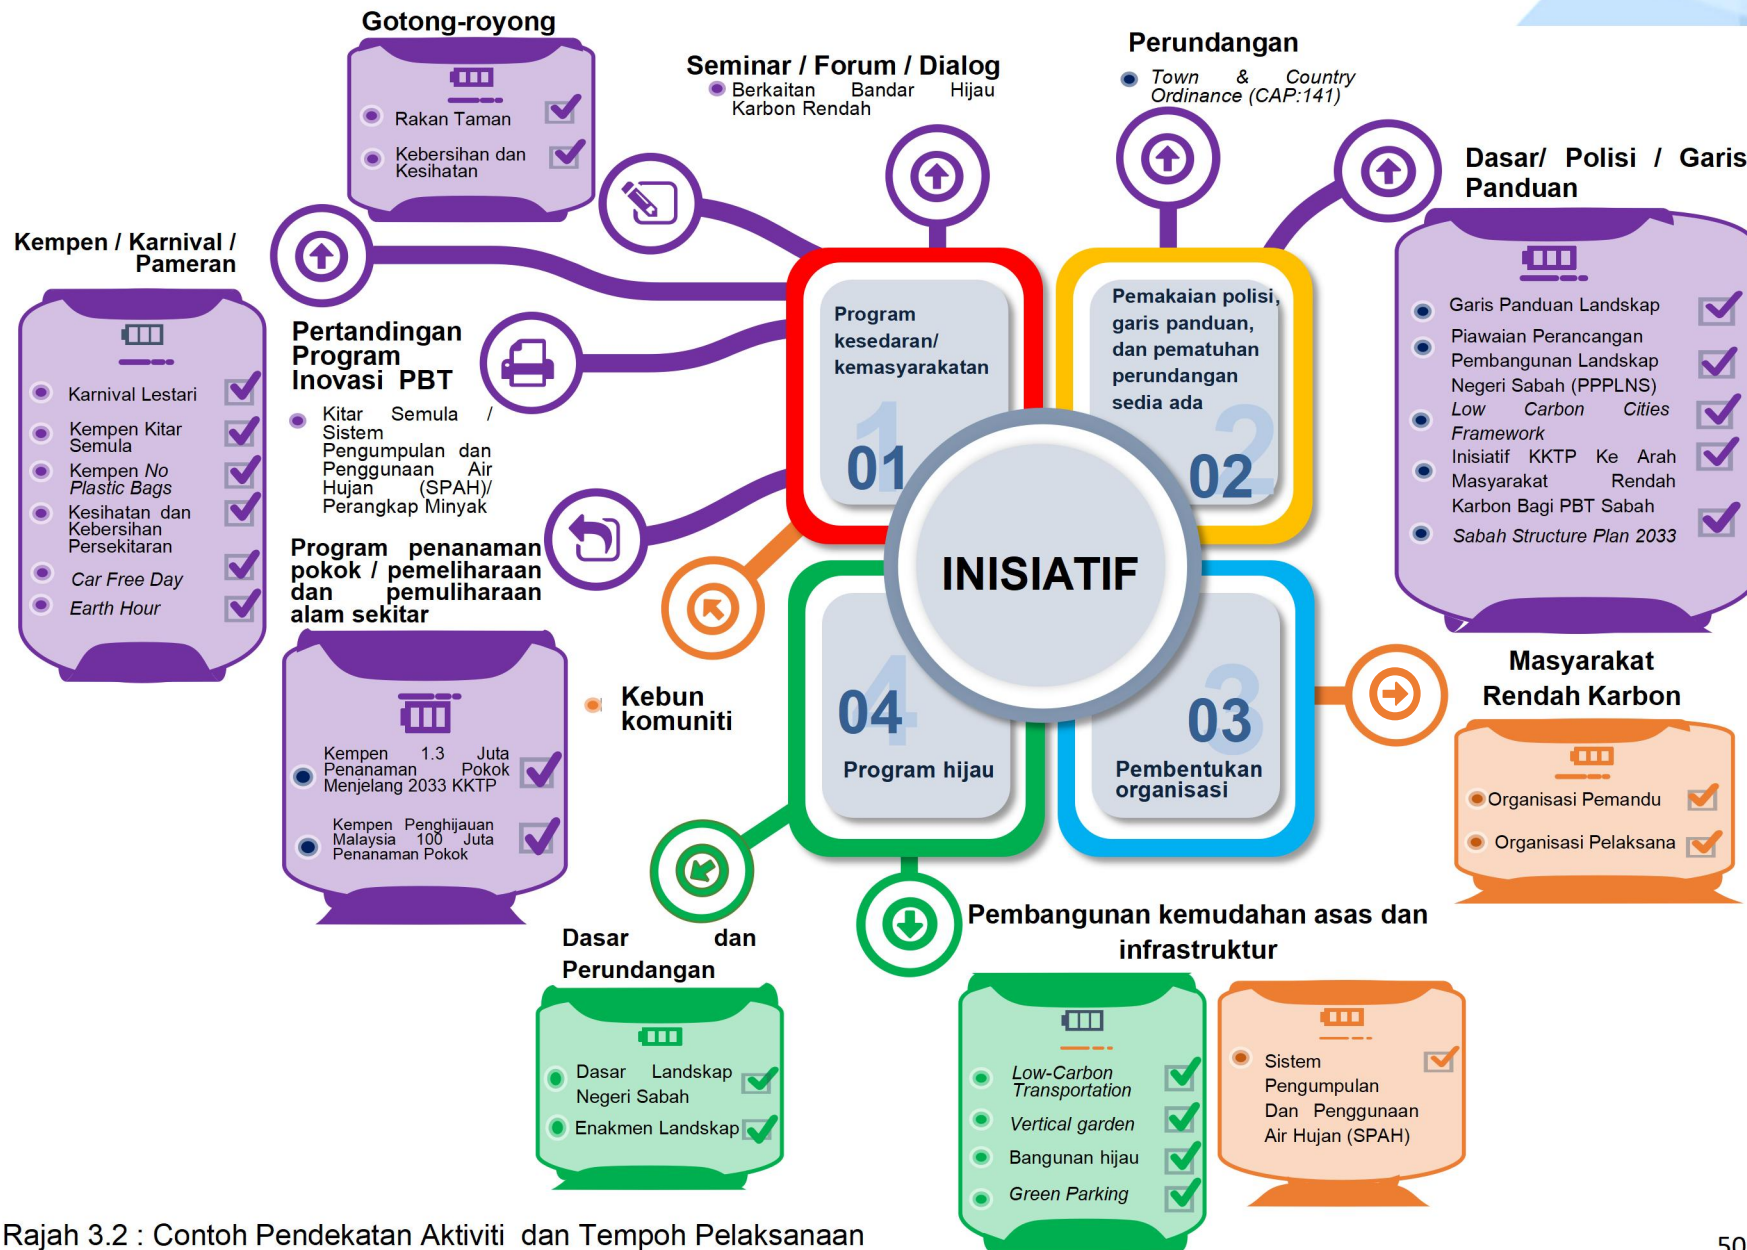 Gotong-royong
Rakan Taman
Kebersihan dan
Kesihatan
Seminar / Forum / Dialog
Berkaitan Bandar Hijau
Karbon Rendah
Perundangan
Town & Country
Ordinance (CAP:141)
Dasar/ Polisi / Garis
Panduan
Garis Panduan Landskap
Piawaian Perancangan
Pembangunan Landskap
Negeri Sabah (PPPLNS)
Low Carbon Cities
Framework
Inisiatif KKTP Ke Arah
Masyarakat Rendah
Karbon Bagi PBT Sabah
Sabah Structure Plan 2033
Kempen / Karnival /
Pameran
Karnival Lestari
Kempen Kitar
Semula
Kempen No
Plastic Bags
Kesihatan dan
Kebersihan
Persekitaran
Car Free Day
Earth Hour
Pertandingan
Program
Inovasi PBT
Kitar Semula /
Sistem
Pengumpulan dan
Penggunaan Air
Hujan (SPAH)/
Perangkap Minyak
Program penanaman
pokok / pemeliharaan
dan pemuliharaan
alam sekitar
Kempen 1.3 Juta
Penanaman Pokok
Menjelang 2033 KKTP
Kempen Penghijauan
Malaysia 100 Juta
Penanaman Pokok
Kebun
komuniti
Program
kesedaran/
kemasyarakatan
1
01
Pemakaian polisi,
garis panduan,
dan pematuhan
perundangan
sedia ada
2
02
INISIATIF
4
04
Program hijau
3
03
Pembentukan
organisasi
Masyarakat
Rendah Karbon
Organisasi Pemandu
Organisasi Pelaksana
Dasar dan
Perundangan
Dasar Landskap
Negeri Sabah
Enakmen Landskap
Pembangunan kemudahan asas dan
infrastruktur
Low-Carbon
Transportation
Vertical garden
Bangunan hijau
Green Parking
Sistem
Pengumpulan
Dan Penggunaan
Air Hujan (SPAH)
Rajah 3.2 : Contoh Pendekatan Aktiviti dan Tempoh Pelaksanaan
50